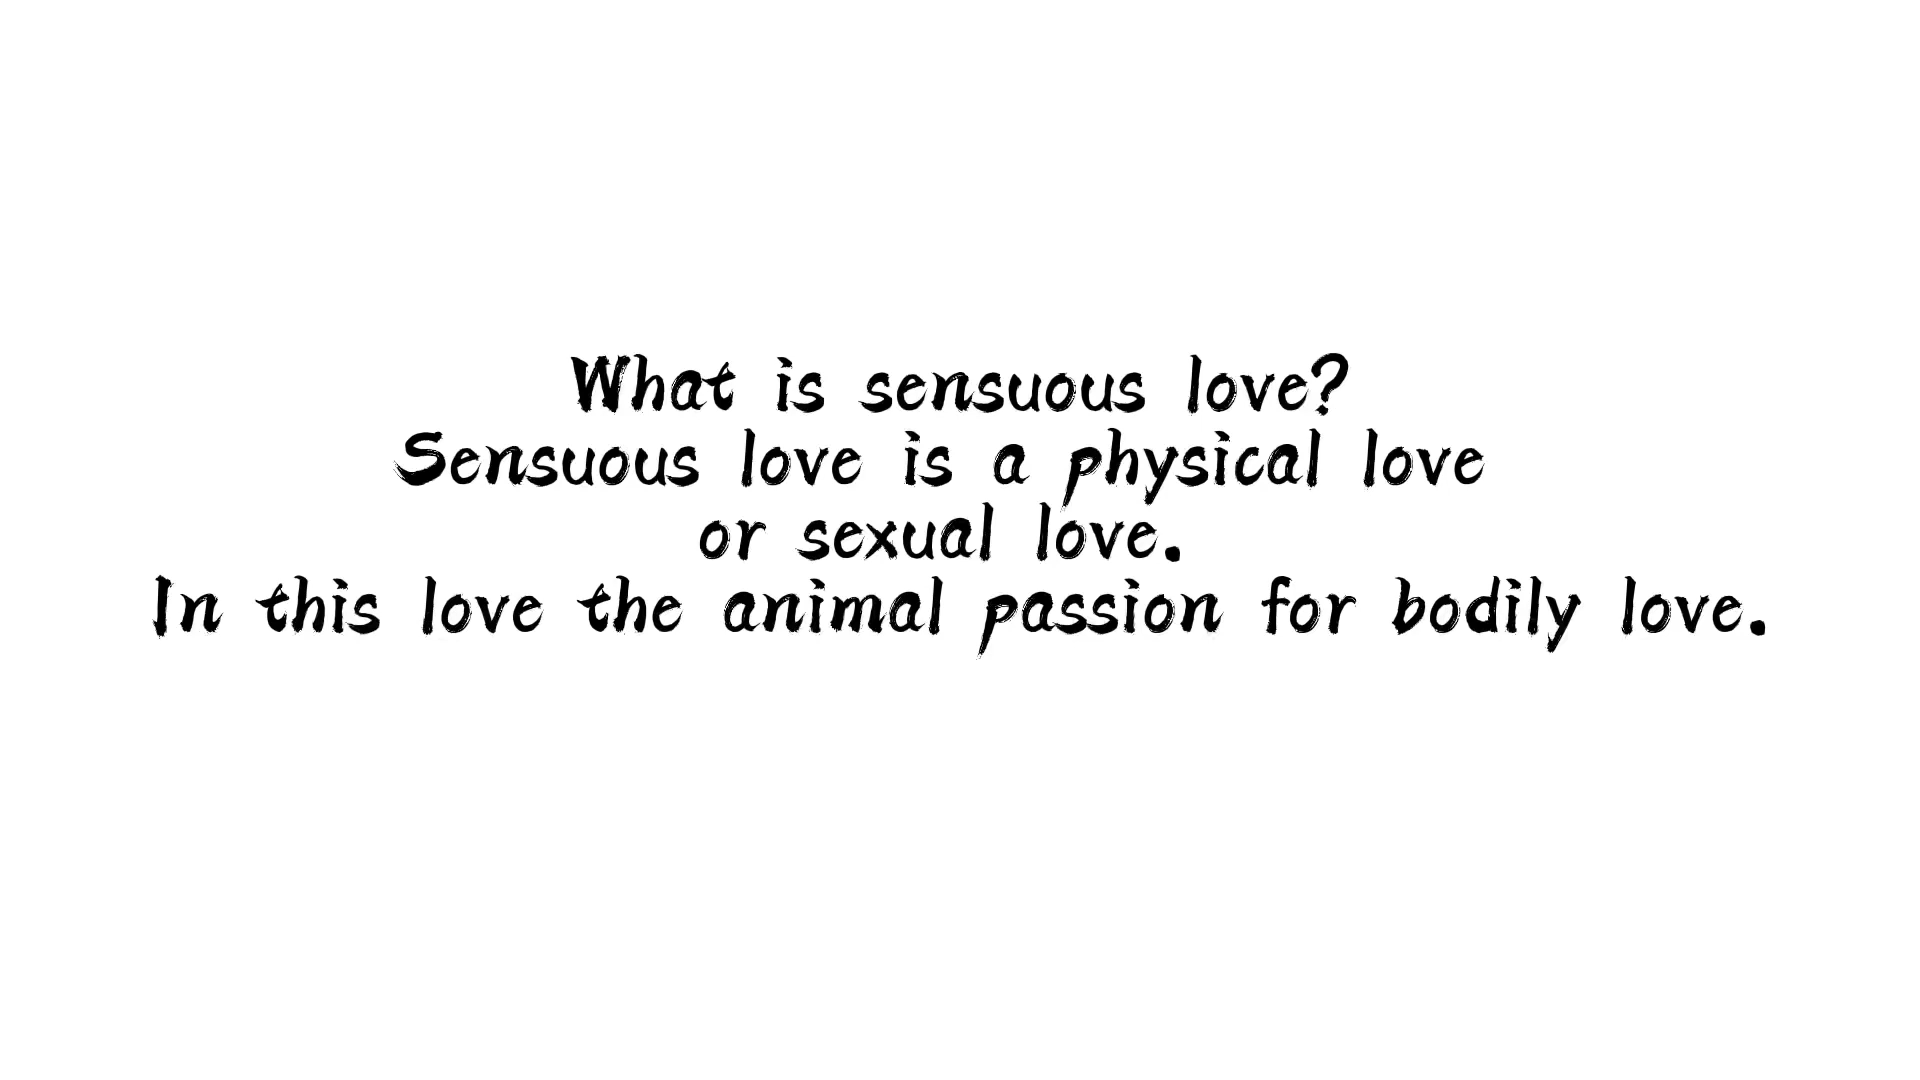 What is sensuous love?
Sensuous love is a physical love
or sexual love.
In this love the animal passion for bodily love.